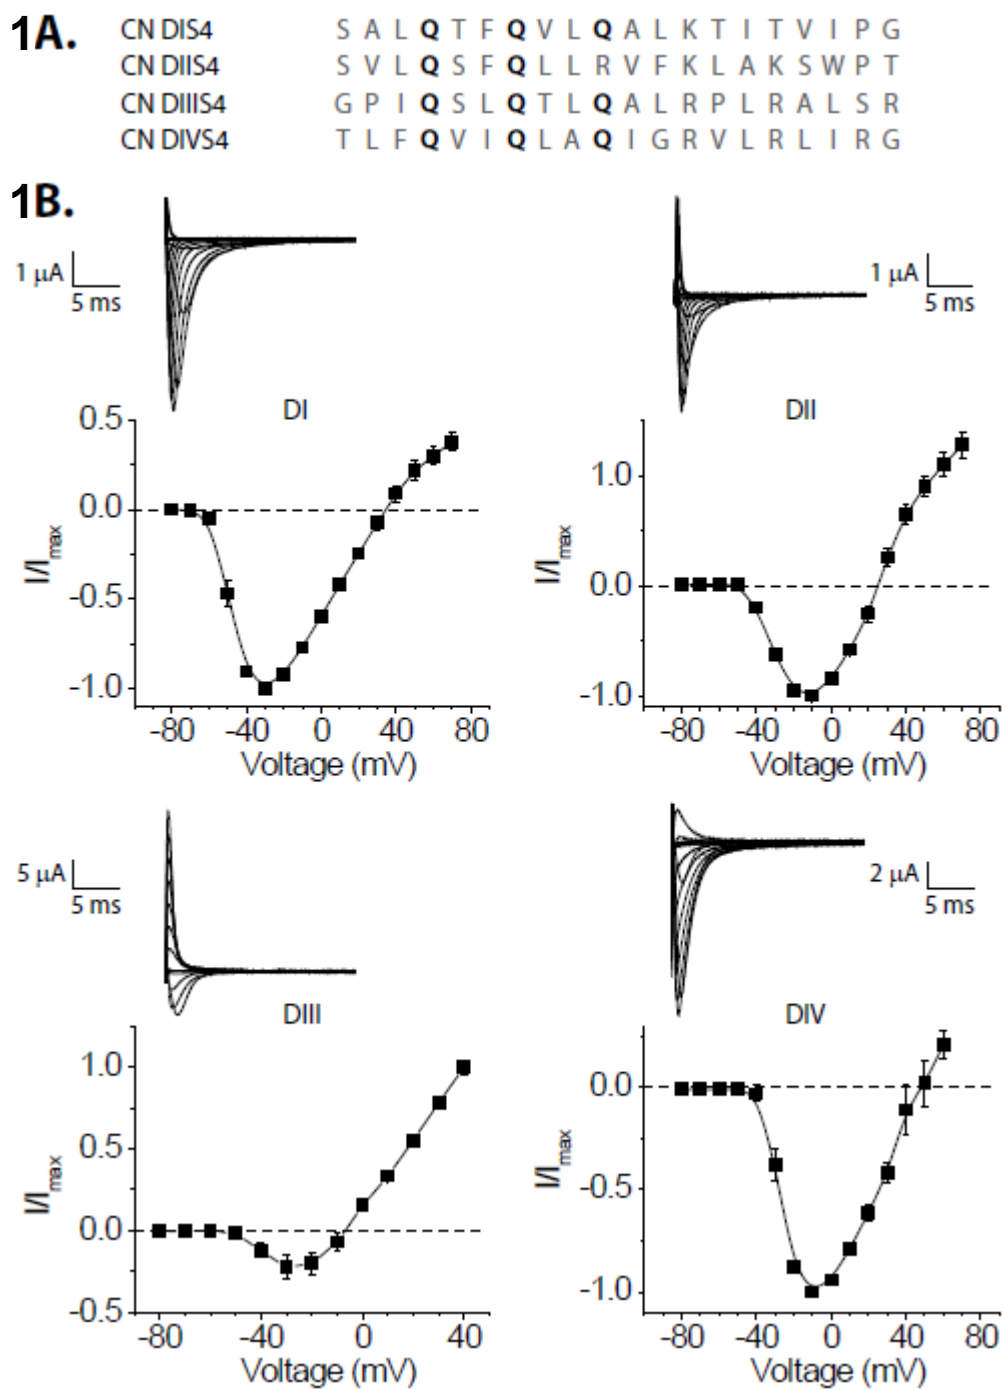 1A.
CN DIS4 S A L Q T F Q V L Q A L K T I T V I P G
CN DIIS4 S V L Q S F Q L L R V F K L A K S W P T
CN DIIIS4 G P I Q S L Q T L Q A L R P L R A L S R
CN DIVS4 T L F Q V I Q L A Q I G R V L R L I R G
1B.
1 μA
5 ms
1 μA
5 ms
DI
0.5
0.0
-0.5
-1.0
I/Imax
-80 -40 0 40 80
Voltage (mV)
DII
1.0
0.0
-1.0
I/Imax
-80 -40 0 40 80
Voltage (mV)
5 μA
5 ms
2 μA
5 ms
DIII
1.0
0.5
0.0
-0.5
I/Imax
-80 -40 0 40
Voltage (mV)
DIV
0.0
-0.5
-1.0
I/Imax
-80 -40 0 40 80
Voltage (mV)